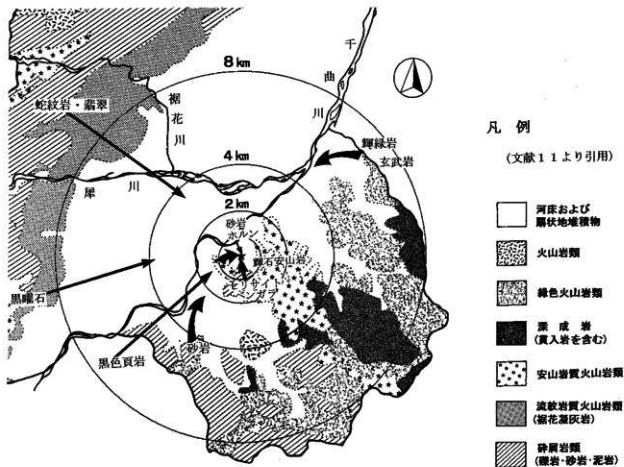 8 km
千
曲
川
裾
花
川
蛇紋岩・翡翠
凡 例
(文献11より引用)
輝緑岩
玄武岩
4 km
犀
川
2 km
砂岩
河床および
扇状地堆積物
火山岩類
輝石安山岩
緑色火山岩類
黒曜石
深成岩
(貫入岩を含む)
砂岩
黒色頁岩
安山岩質火山岩類
流紋岩質火山岩類
(裾花凝灰岩)
砕屑岩類
(礫岩・砂岩・泥岩)